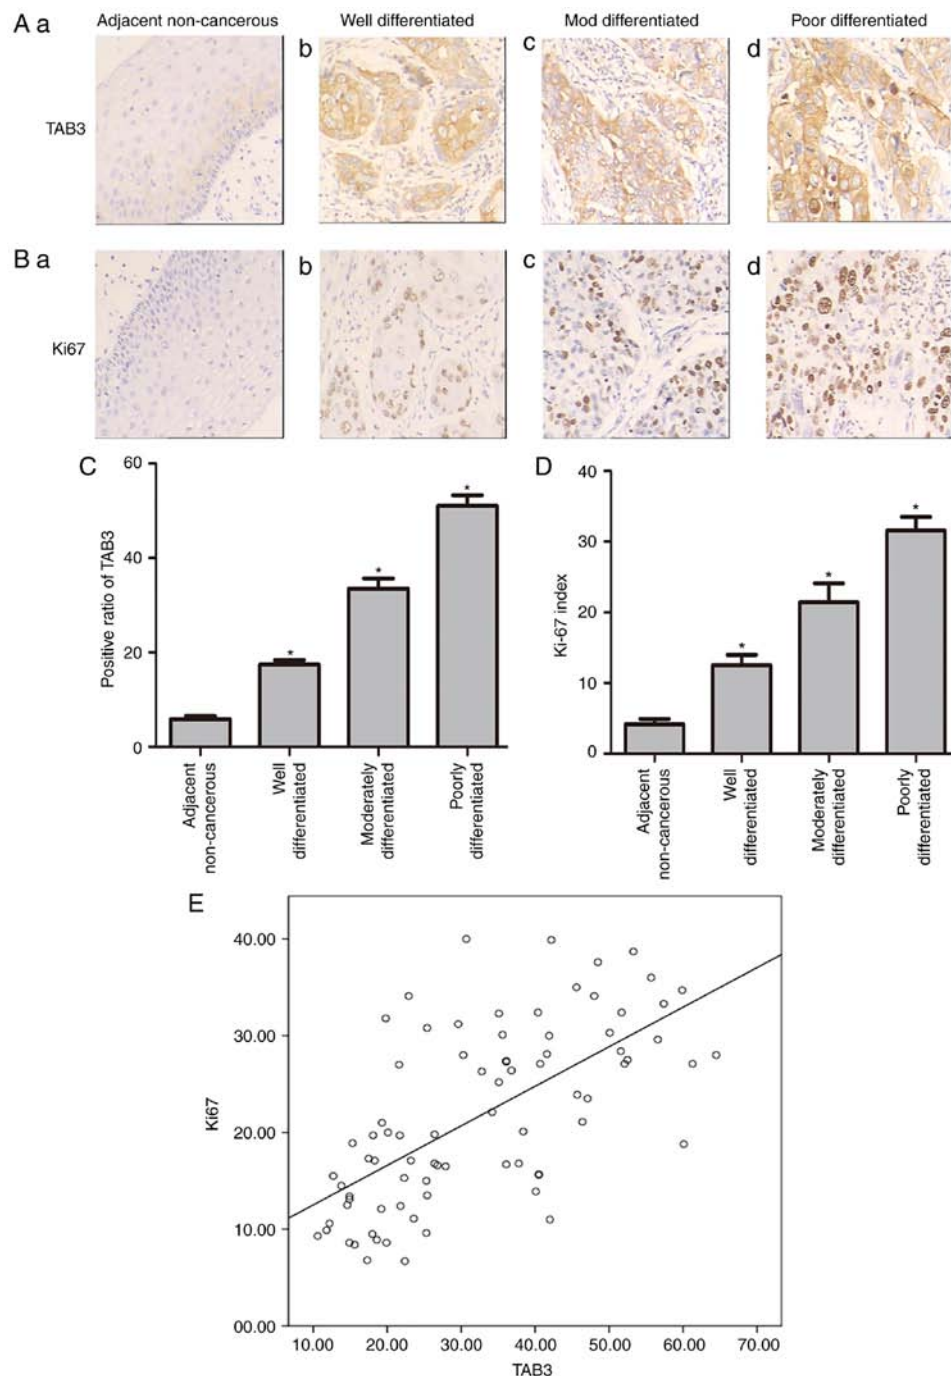 Adjacent non-cancerous Well differentiated Mod differentiated Poor differentiated
A a b c d
TAB3
B a b c d
Ki67
C
60
40
20
0
Positive ratio of TAB3
*
*
*
Adjacent
non-cancerous
Well
differentiated
Moderately
differentiated
Poorly
differentiated
D
40
30
20
10
0
Ki-67 index
*
*
*
Adjacent
non-cancerous
Well
differentiated
Moderately
differentiated
Poorly
differentiated
E
40.00
30.00
20.00
10.00
00.00
Ki67
10.00 20.00 30.00 40.00 50.00 60.00 70.00
TAB3